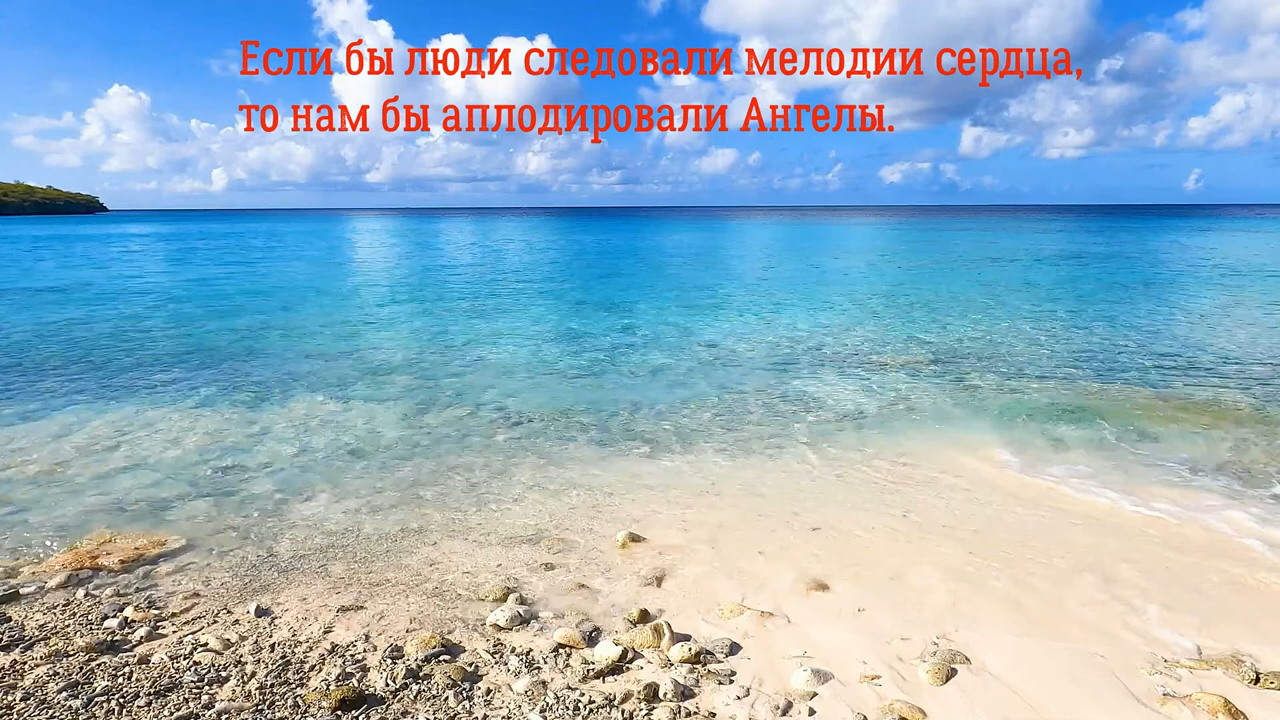 Если бы люди следовали мелодии сердца,
то нам бы аплодировали Ангелы.